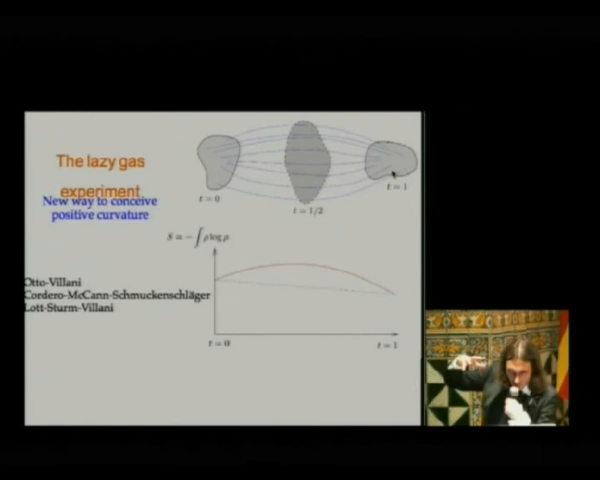 The lazy gas
experiment
New way to conceive
positive curvature
t = 0
t = 1/2
t = 1
S = − ∫ ρ log ρ
Otto-Villani
Cordero-McCann-Schmuckenschläger
Lott-Sturm-Villani
t = 0
t = 1